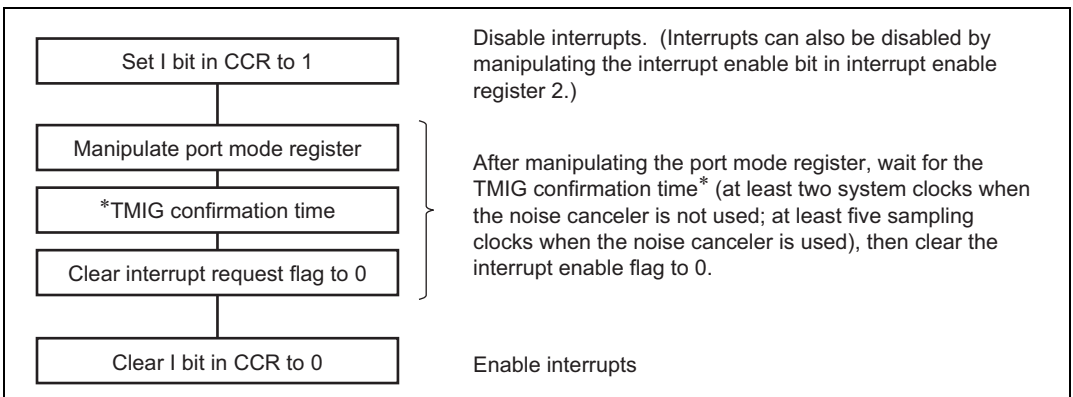 Set I bit in CCR to 1
Disable interrupts. (Interrupts can also be disabled by
manipulating the interrupt enable bit in interrupt enable
register 2.)
Manipulate port mode register
*TMIG confirmation time
Clear interrupt request flag to 0
After manipulating the port mode register, wait for the
TMIG confirmation time* (at least two system clocks when
the noise canceler is not used; at least five sampling
clocks when the noise canceler is used), then clear the
interrupt enable flag to 0.
Clear I bit in CCR to 0
Enable interrupts